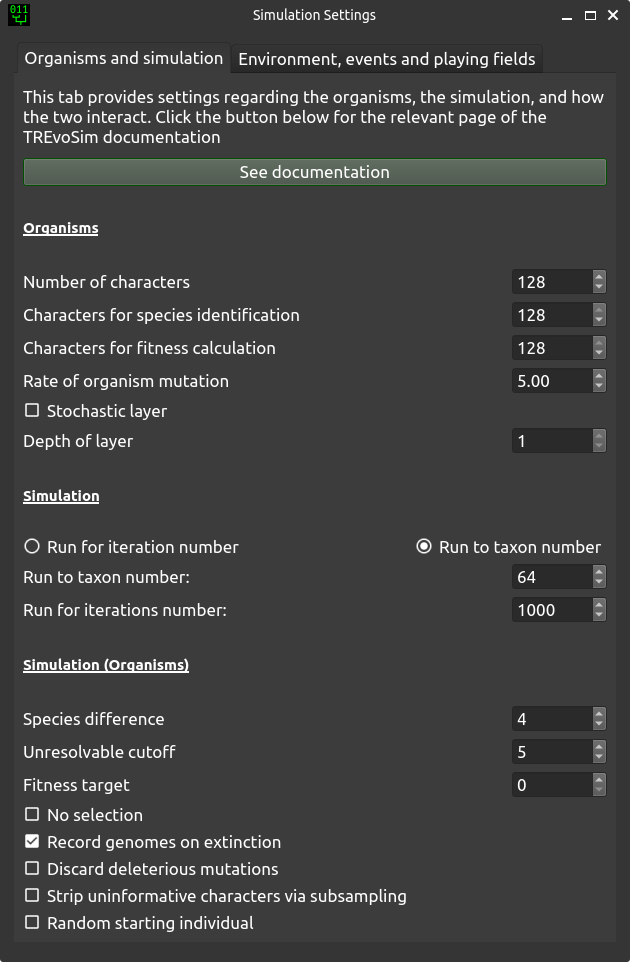 011
Simulation Settings
Organisms and simulation
Environment, events and playing fields
This tab provides settings regarding the organisms, the simulation, and how
the two interact. Click the button below for the relevant page of the
TREvoSim documentation
See documentation
Organisms
Number of characters 128
Characters for species identification 128
Characters for fitness calculation 128
Rate of organism mutation 5.00
Stochastic layer
Depth of layer 1
Simulation
Run for iteration number Run to taxon number
Run to taxon number: 64
Run for iterations number: 1000
Simulation (Organisms)
Species difference 4
Unresolvable cutoff 5
Fitness target 0
No selection
Record genomes on extinction
Discard deleterious mutations
Strip uninformative characters via subsampling
Random starting individual